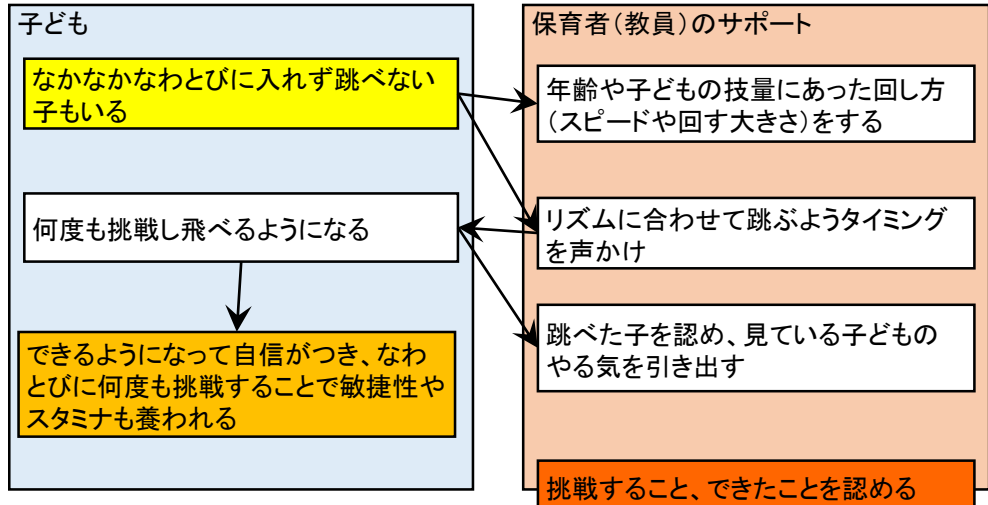 子ども
なかなかなわとびに入れず跳べない
子もいる
何度も挑戦し飛べるようになる
できるようになって自信がつき、なわ
とびに何度も挑戦することで敏捷性や
スタミナも養われる
保育者(教員)のサポート
年齢や子どもの技量にあった回し方
(スピードや回す大きさ)をする
リズムに合わせて跳ぶようタイミング
を声かけ
跳べた子を認め、見ている子どもの
やる気を引き出す
挑戦すること、できたことを認める